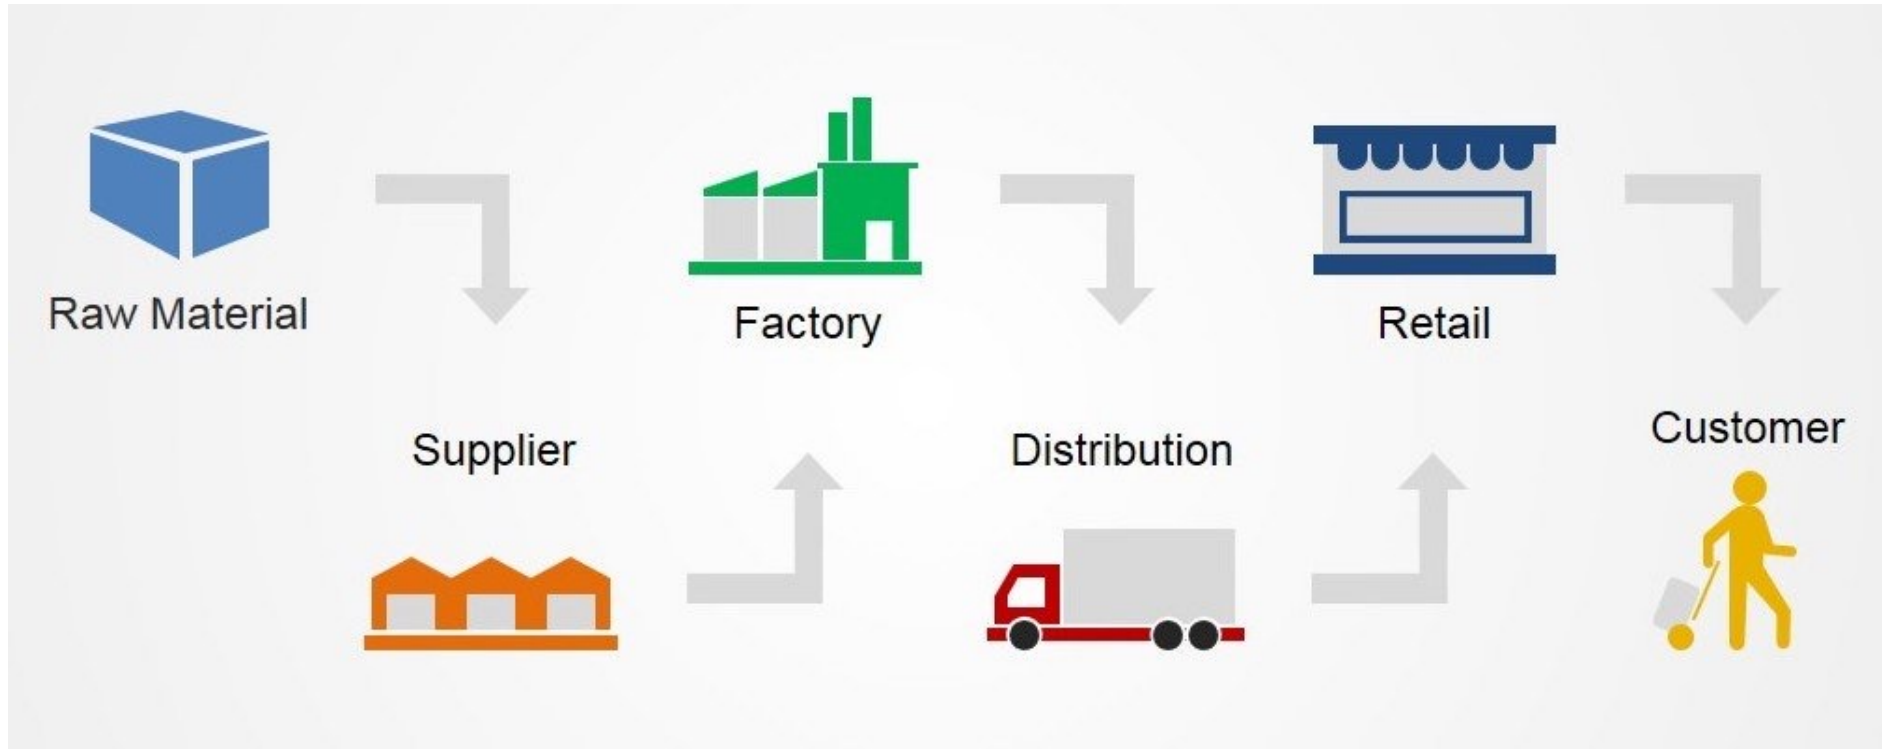 Raw Material
Supplier
Factory
Distribution
Retail
Customer